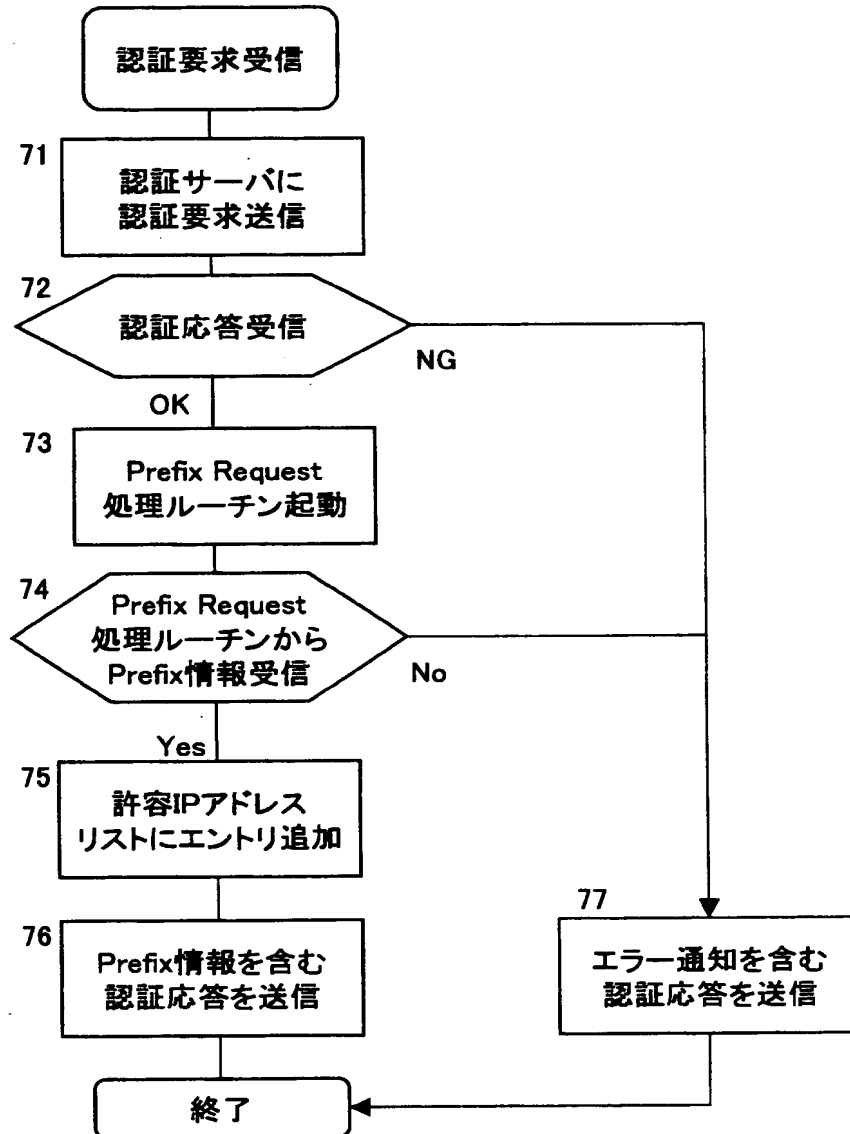 認証要求受信
71
認証サーバに
認証要求送信
72
認証応答受信
NG
OK
73
Prefix Request
処理ルーチン起動
74
Prefix Request
処理ルーチンから
Prefix情報受信
No
Yes
75
許容IPアドレス
リストにエントリ追加
76
Prefix情報を含む
認証応答を送信
77
エラー通知を含む
認証応答を送信
終了